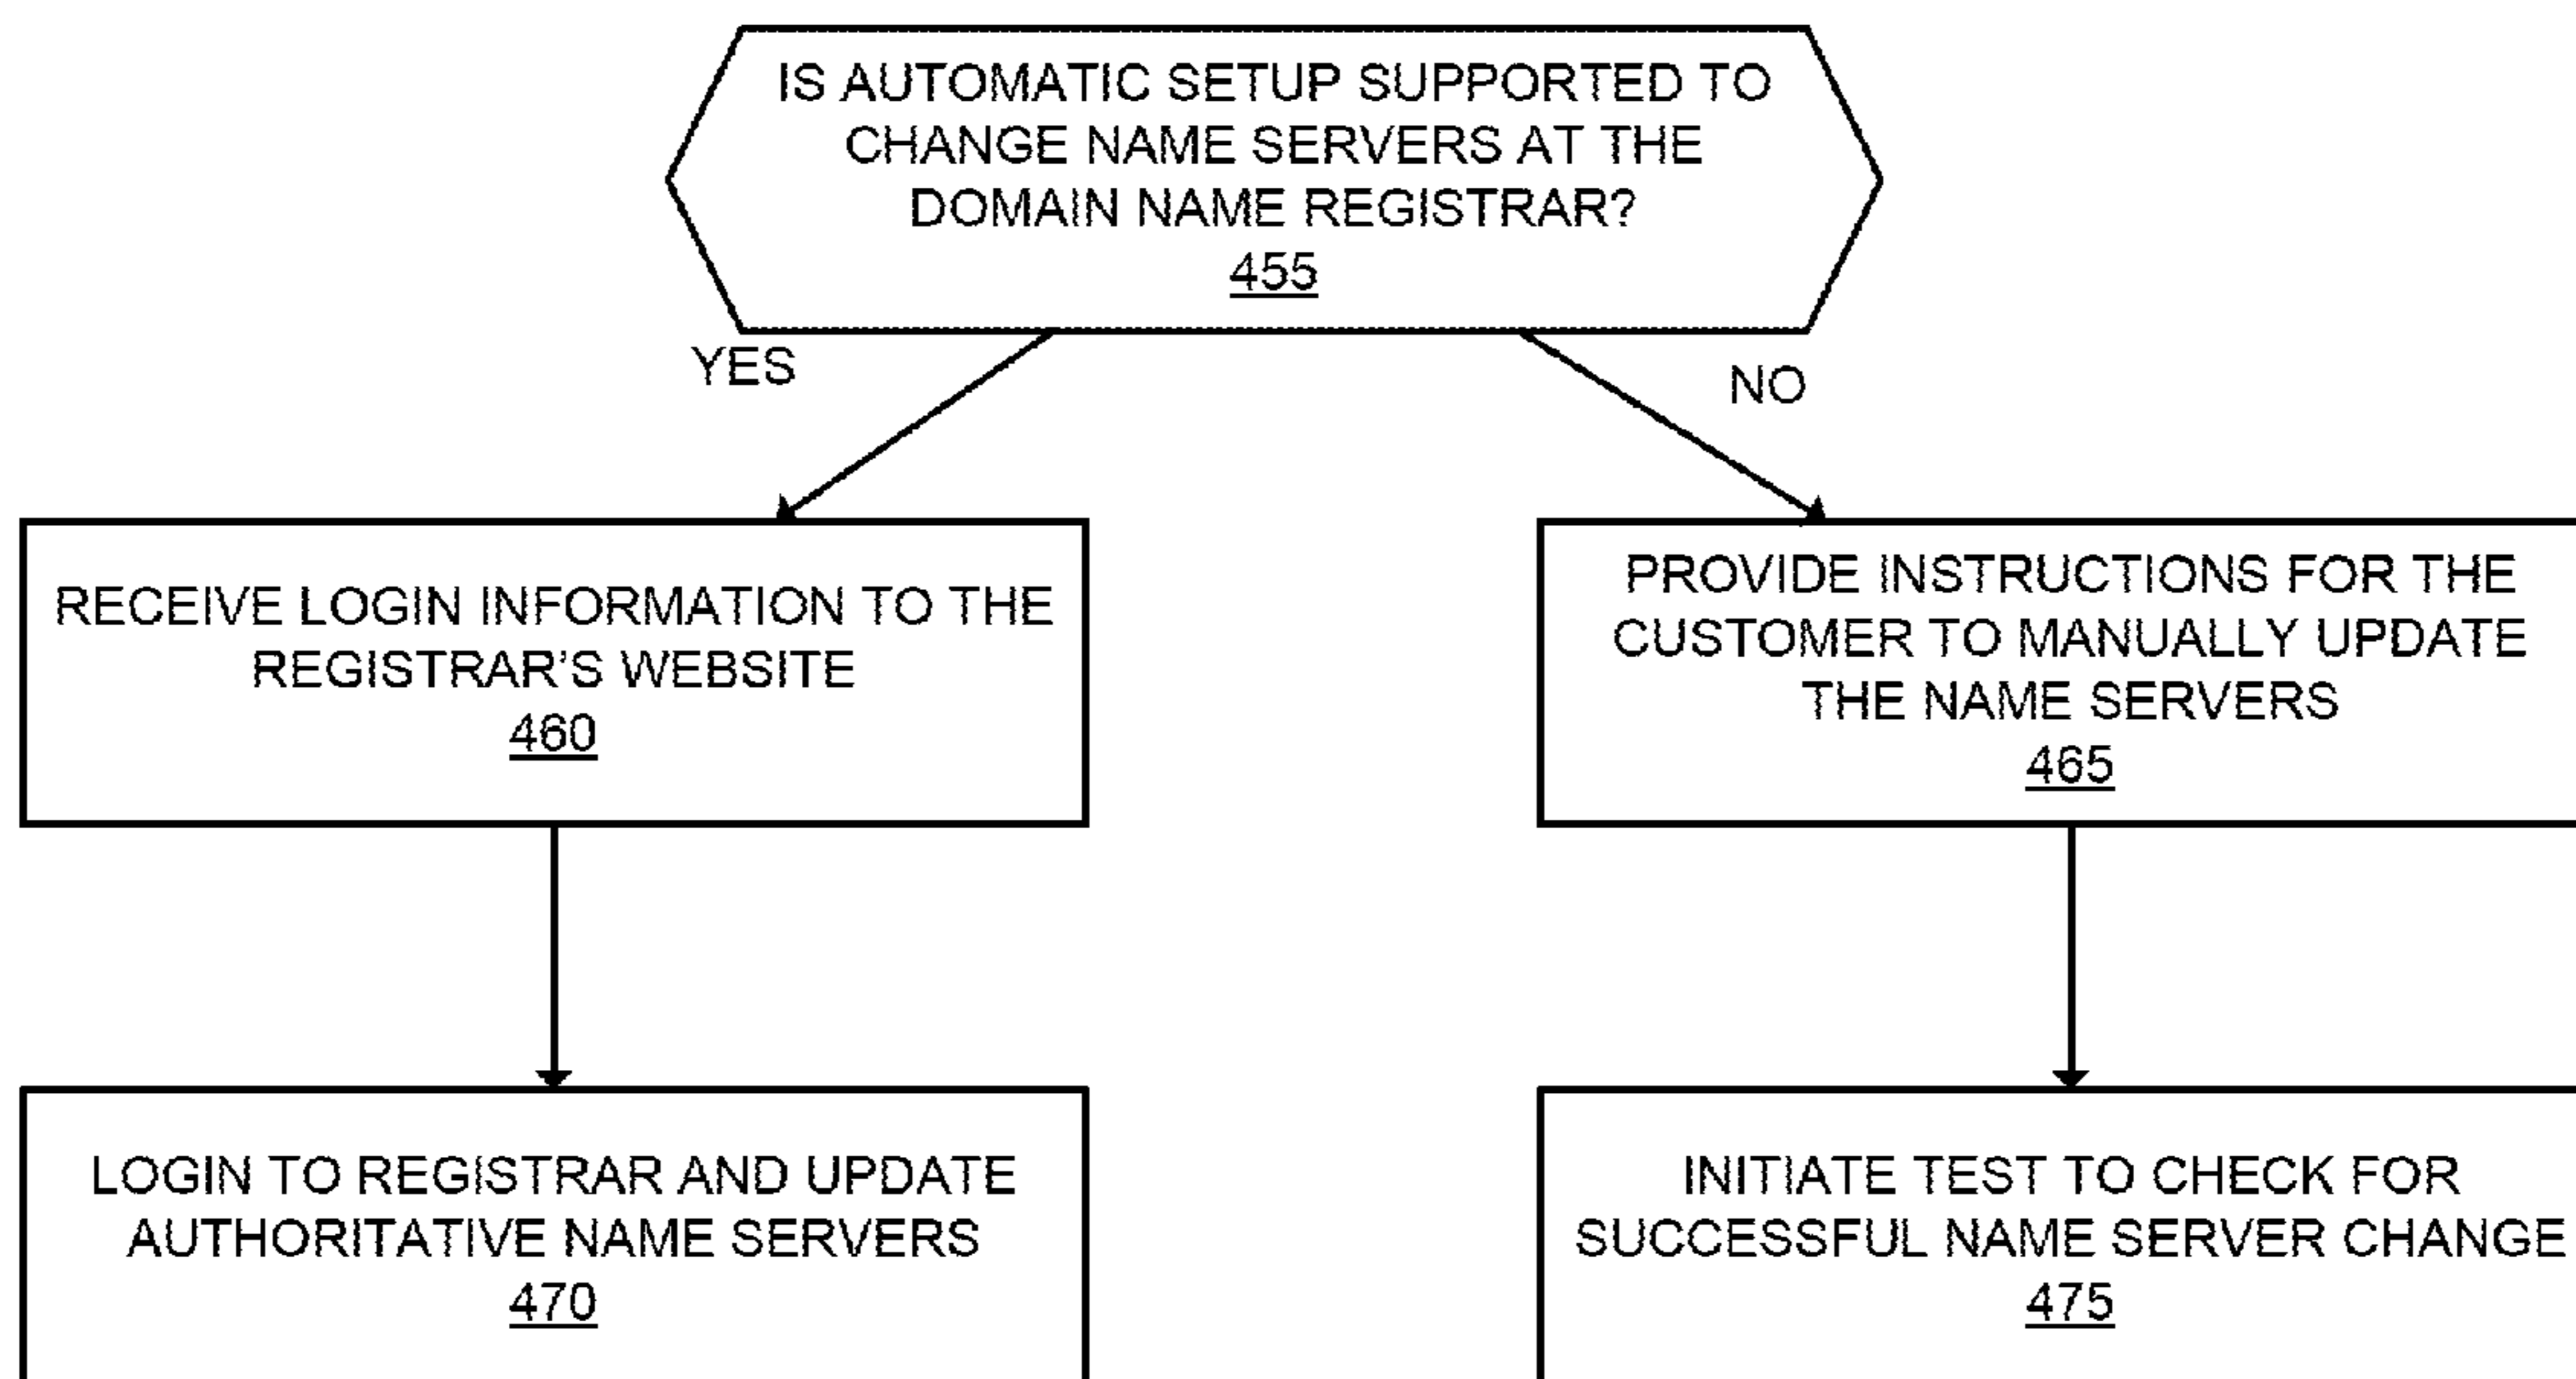 IS AUTOMATIC SETUP SUPPORTED TO
CHANGE NAME SERVERS AT THE
DOMAIN NAME REGISTRAR?
455
YES
NO
RECEIVE LOGIN INFORMATION TO THE
REGISTRAR'S WEBSITE
460
PROVIDE INSTRUCTIONS FOR THE
CUSTOMER TO MANUALLY UPDATE
THE NAME SERVERS
465
LOGIN TO REGISTRAR AND UPDATE
AUTHORITATIVE NAME SERVERS
470
INITIATE TEST TO CHECK FOR
SUCCESSFUL NAME SERVER CHANGE
475